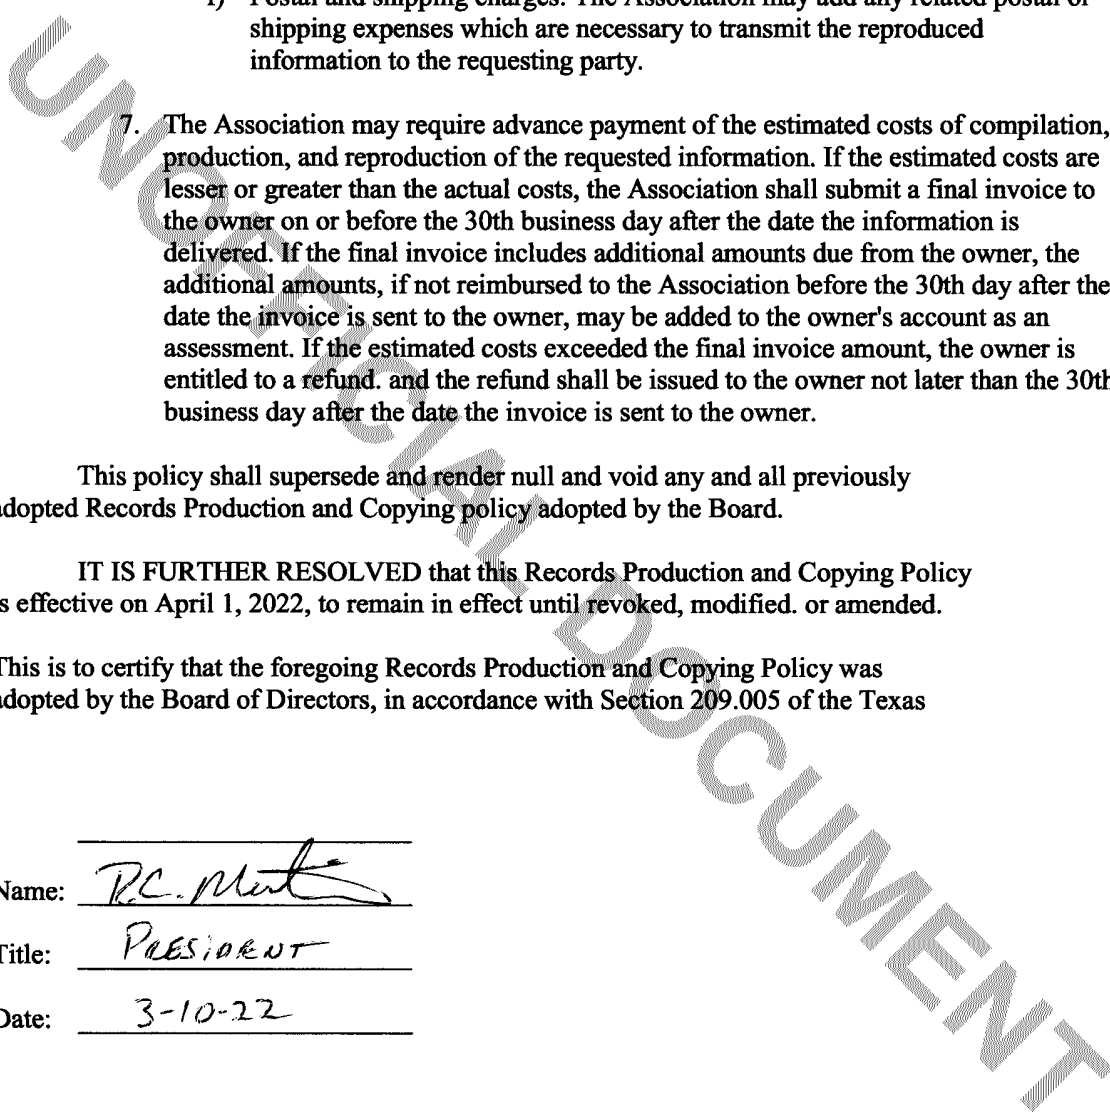 f) Postal and shipping charges. The Association may add any related postal or
shipping expenses which are necessary to transmit the reproduced
information to the requesting party.
7. The Association may require advance payment of the estimated costs of compilation,
production, and reproduction of the requested information. If the estimated costs are
lesser or greater than the actual costs, the Association shall submit a final invoice to
the owner on or before the 30th business day after the date the information is
delivered. If the final invoice includes additional amounts due from the owner, the
additional amounts, if not reimbursed to the Association before the 30th day after the
date the invoice is sent to the owner, may be added to the owner's account as an
assessment. If the estimated costs exceeded the final invoice amount, the owner is
entitled to a refund. and the refund shall be issued to the owner not later than the 30th
business day after the date the invoice is sent to the owner.
This policy shall supersede and render null and void any and all previously
adopted Records Production and Copying policy adopted by the Board.
IT IS FURTHER RESOLVED that this Records Production and Copying Policy
is effective on April 1, 2022, to remain in effect until revoked, modified. or amended.
This is to certify that the foregoing Records Production and Copying Policy was
adopted by the Board of Directors, in accordance with Section 209.005 of the Texas
Name: P.C.
Title: PRESIDENT
Date: 3-10-22
UNOFFICIAL DOCUMENT